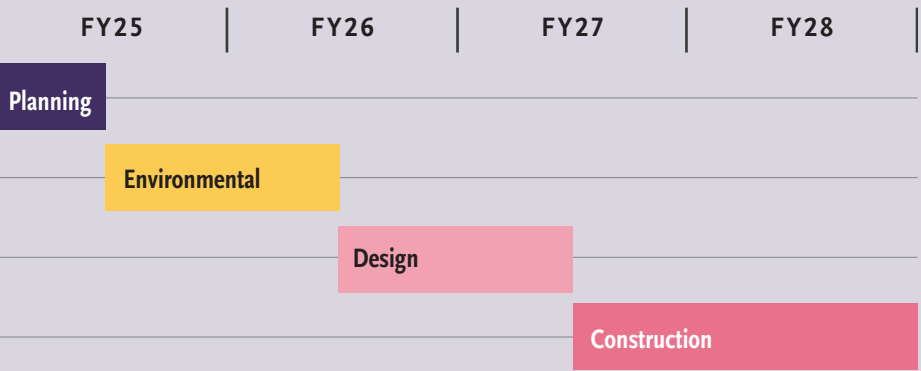 FY25 FY26 FY27 FY28
Planning
Environmental
Design
Construction